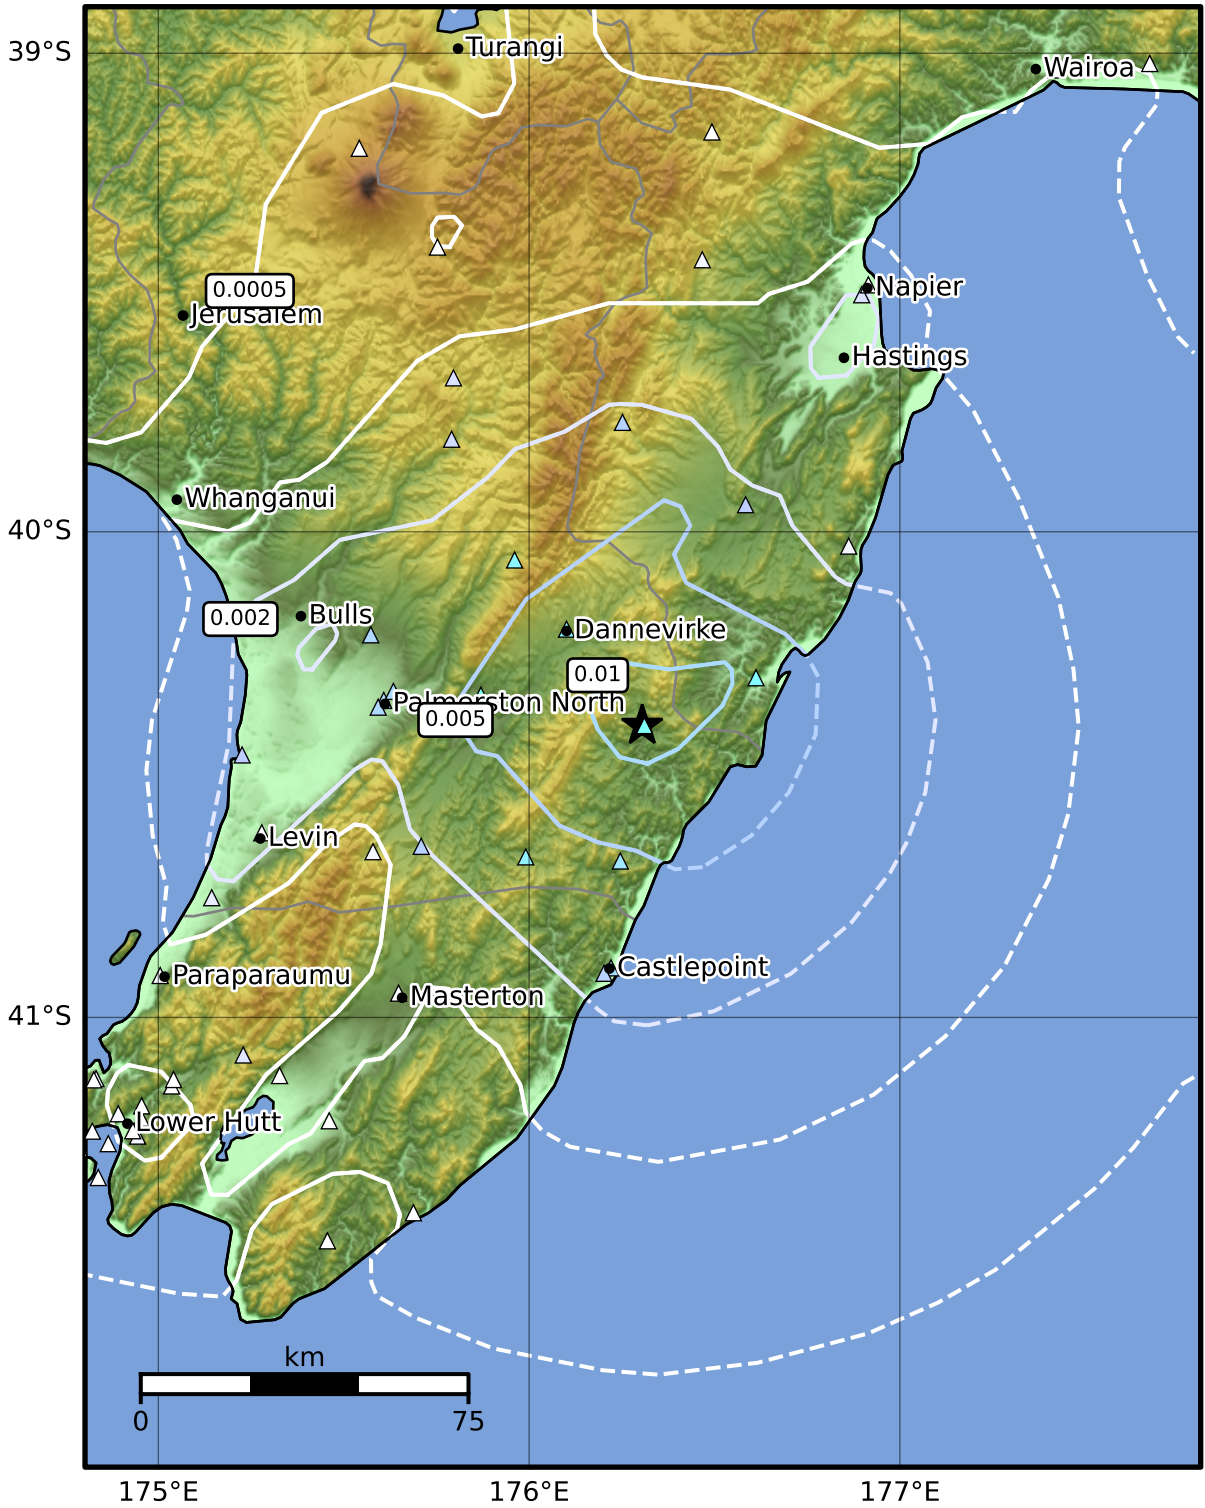 39°S
Turangi
Wairoa
0.0005
Jerusalem
Napier
Hastings
Whanganui
40°S
0.002
Bulls
Dannevirke
0.01
Palmerston North
0.005
Levin
Castlepoint
Paraparaumu
Masterton
41°S
Lower Hutt
km
0
75
175°E
176°E
177°E